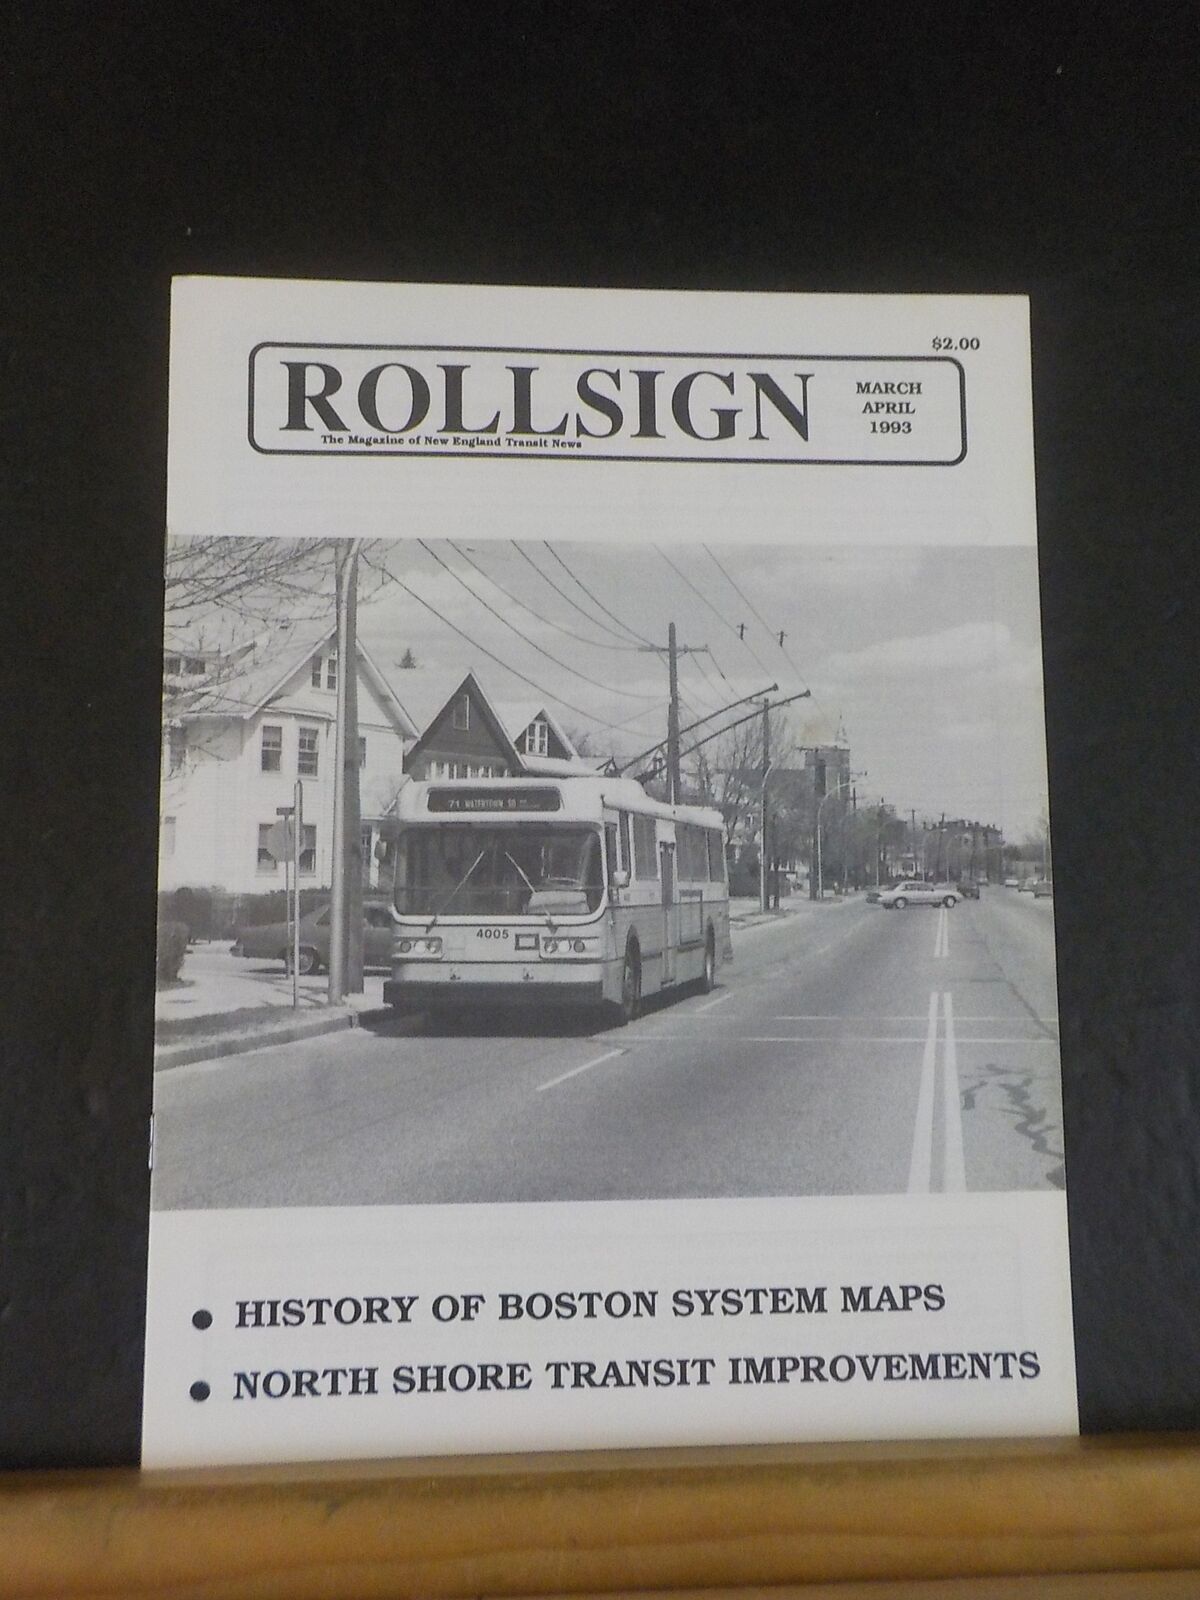 $2.00
ROLLSIGN
The Magazine of New England Transit News
MARCH
APRIL
1993
71 WATERTOWN SQ
4005
● HISTORY OF BOSTON SYSTEM MAPS
● NORTH SHORE TRANSIT IMPROVEMENTS